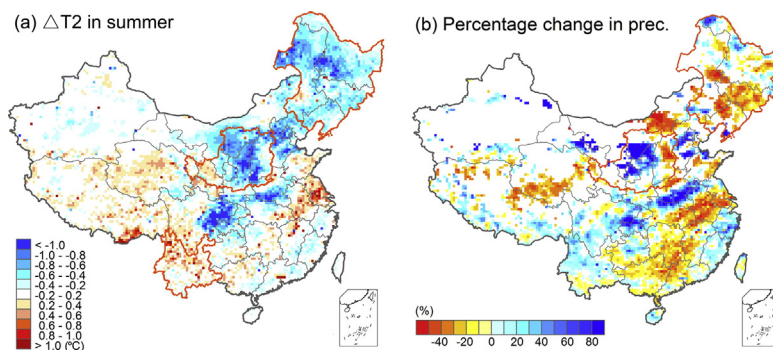 (a) △T2 in summer
(b) Percentage change in prec.
< -1.0
-1.0 - -0.8
-0.8 - -0.6
-0.6 - -0.4
-0.4 - -0.2
-0.2 - 0.2
0.2 - 0.4
0.4 - 0.6
0.6 - 0.8
0.8 - 1.0
> 1.0 (ºC)
(%)
-40 -20 0 20 40 60 80